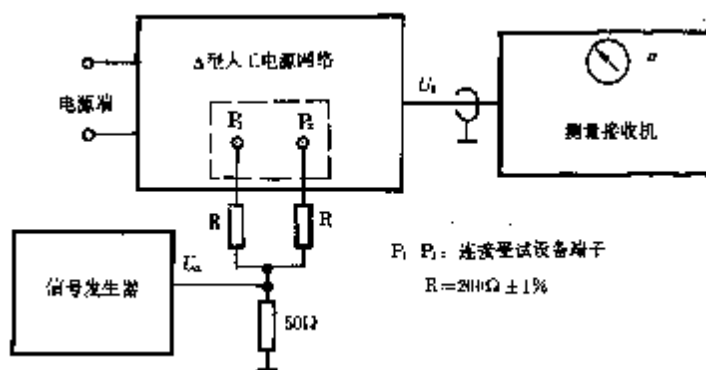 Δ型人工电源网络
电源端
P₁
P₂
U₁
α
测量接收机
R
R
信号发生器
50Ω
P₁ P₂：连接受试设备端子
R=200Ω±1%